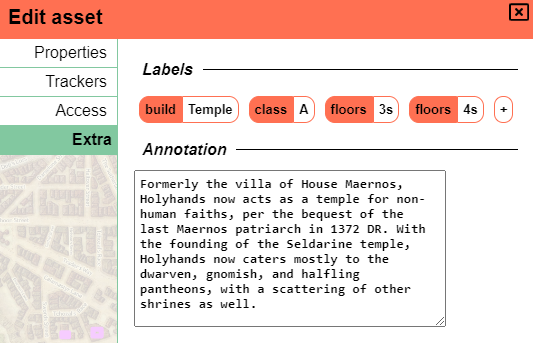 Edit asset
Properties
Trackers
Access
Extra
Labels
build Temple class A floors 3s floors 4s +
Annotation
Formerly the villa of House Maernos,
Holyhands now acts as a temple for non-
human faiths, per the bequest of the
last Maernos patriarch in 1372 DR. With
the founding of the Seldarine temple,
Holyhands now caters mostly to the
dwarven, gnomish, and halfling
pantheons, with a scattering of other
shrines as well.